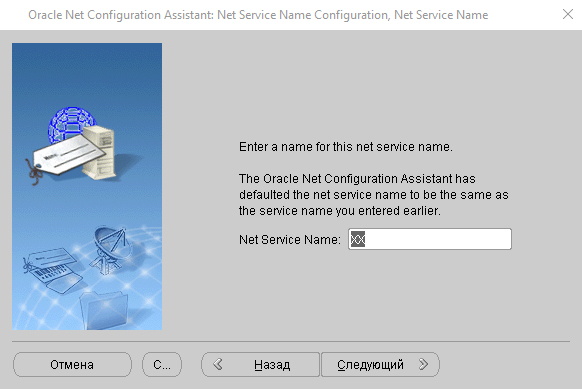 Oracle Net Configuration Assistant: Net Service Name Configuration, Net Service Name
Enter a name for this net service name.
The Oracle Net Configuration Assistant has
defaulted the net service name to be the same as
the service name you entered earlier.
Net Service Name: XX
Отмена
С...
Назад
Следующий